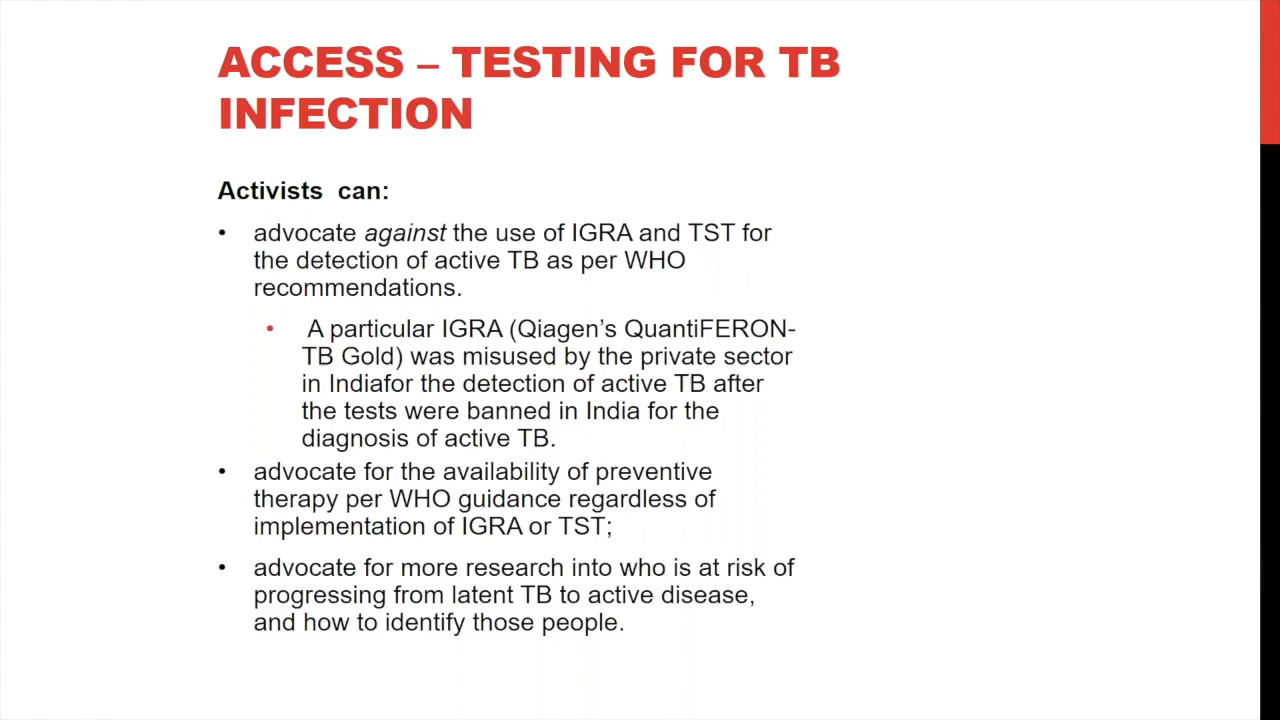 ACCESS – TESTING FOR TB
INFECTION
Activists  can:
• advocate against the use of IGRA and TST for
the detection of active TB as per WHO
recommendations.
• A particular IGRA (Qiagen’s QuantiFERON-
TB Gold) was misused by the private sector
in Indiafor the detection of active TB after
the tests were banned in India for the
diagnosis of active TB.
• advocate for the availability of preventive
therapy per WHO guidance regardless of
implementation of IGRA or TST;
• advocate for more research into who is at risk of
progressing from latent TB to active disease,
and how to identify those people.